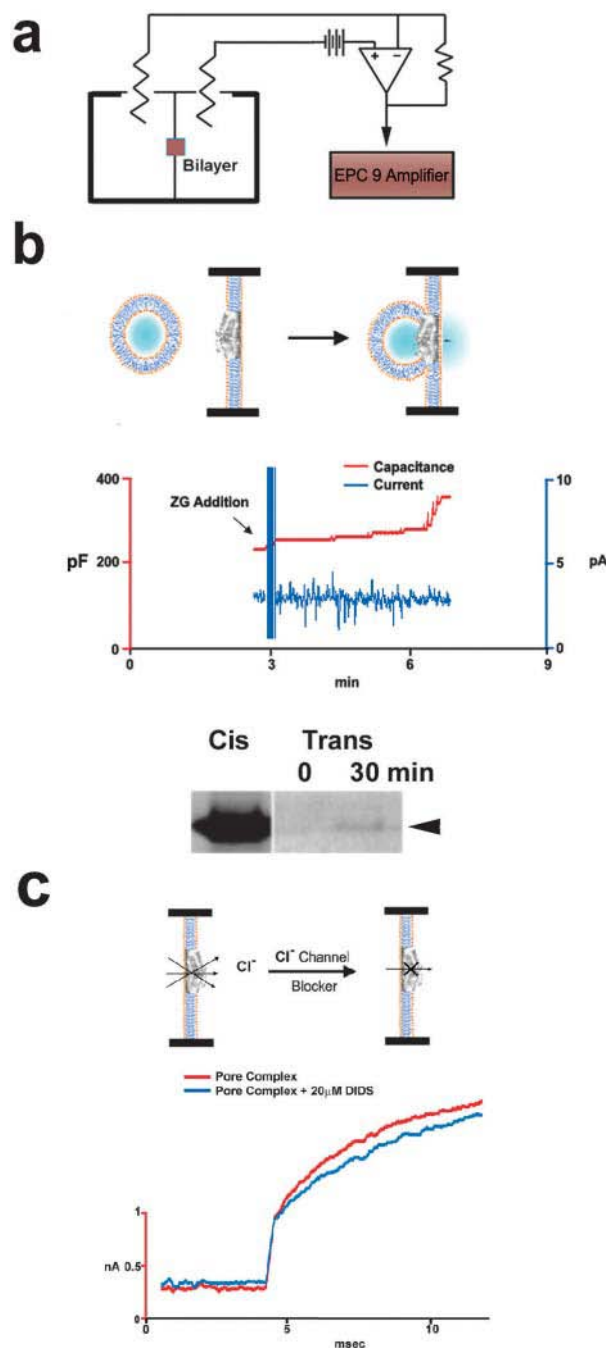 a
+ −
Bilayer
EPC 9 Amplifier
b
Capacitance
Current
400
10
ZG Addition
pF
200
5
pA
0
0
0
3
6
9
min
Cis Trans
0 30 min
c
Cl⁻
Cl⁻ Channel
Blocker
Pore Complex
Pore Complex + 20μM DIDS
1
nA 0.5
0
0
5
10
msec